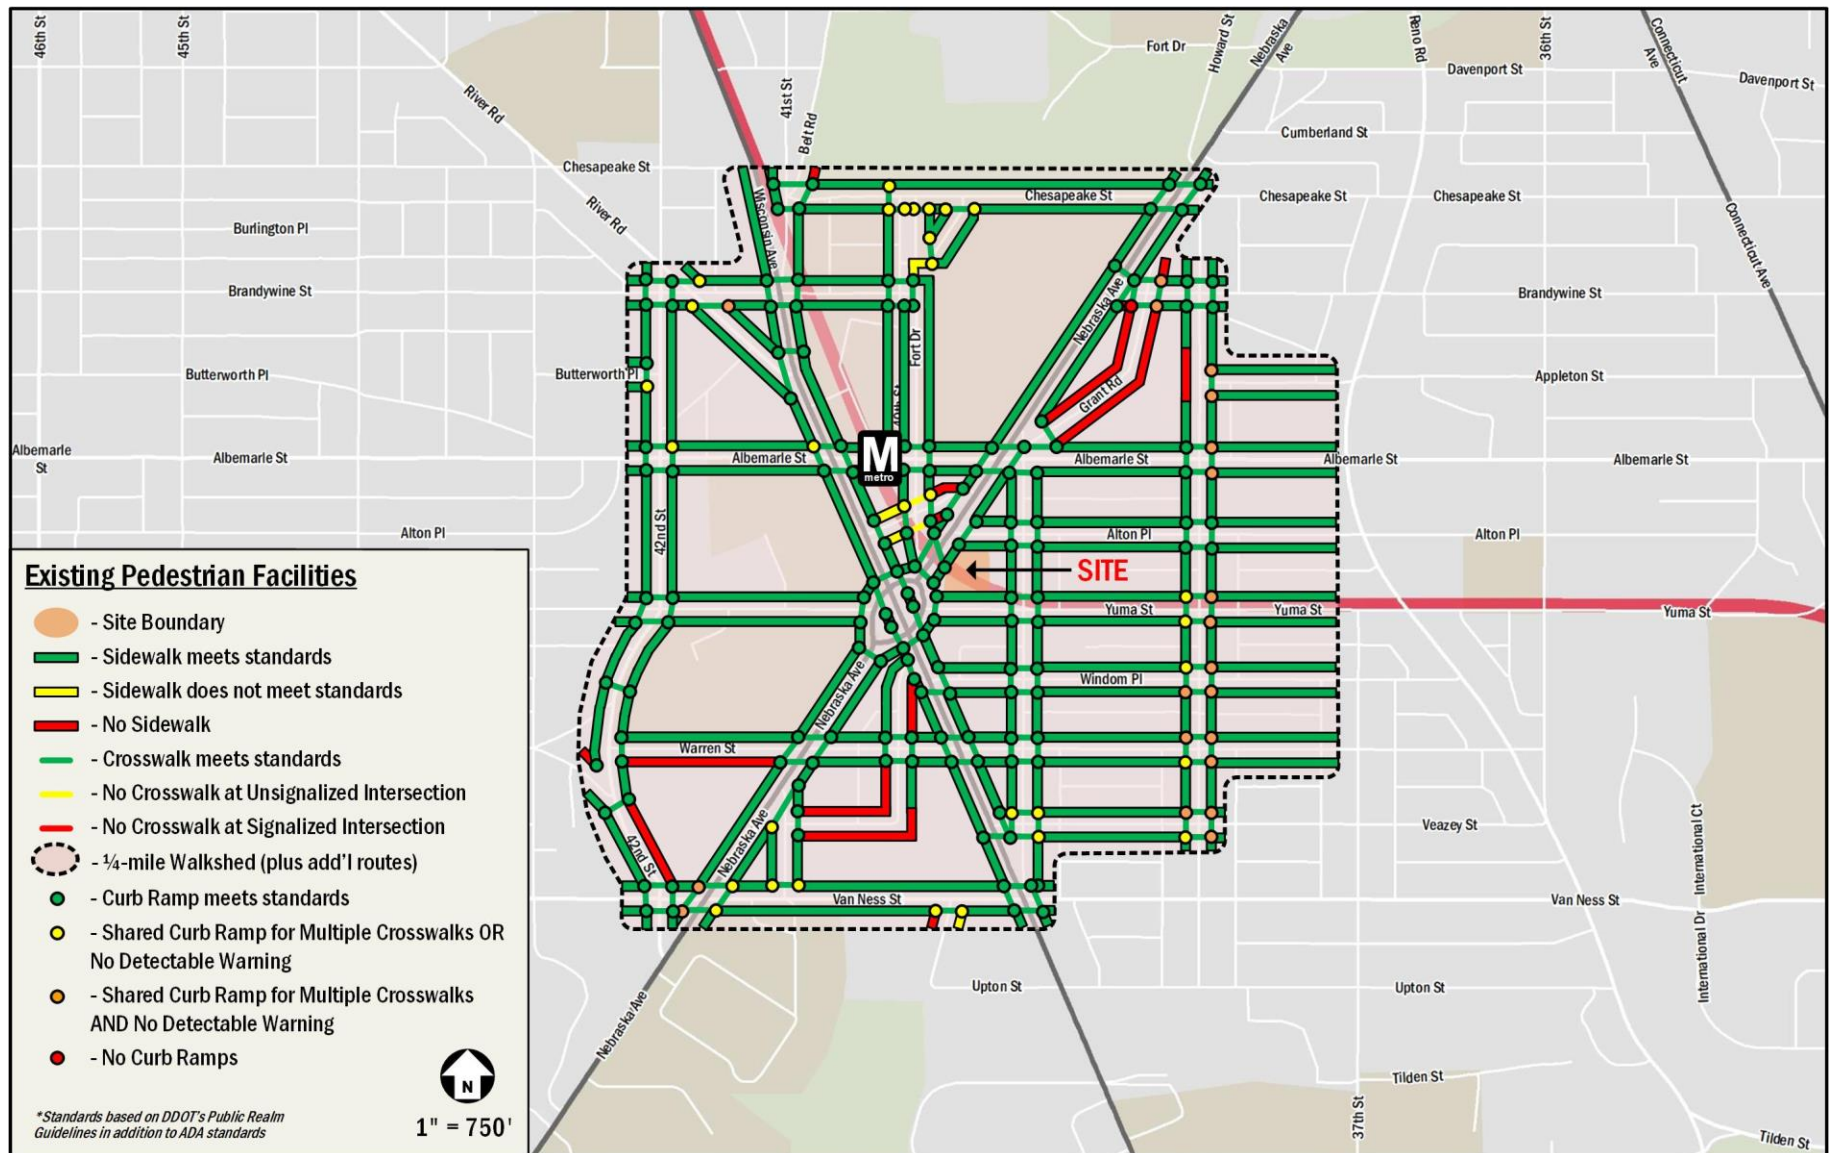 46th St
45th St
41st St
Belt Rd
Fort Dr
Howard St
Nebraska
Ave
Reno Rd
36th St
Connecticut
Ave
Davenport St
Davenport St
River Rd
Cumberland St
Chesapeake St
Wisconsin Ave
Chesapeake St
Chesapeake St
Chesapeake St
River Rd
Burlington Pl
Connecticut Ave
Brandywine St
Nebraska Ave
Brandywine St
Fort Dr
Butterworth Pl
Butterworth Pl
Grant Rd
Appleton St
40th St
Albemarle
St
Albemarle St
Albemarle St
M
metro
Albemarle St
Albemarle St
Albemarle St
42nd St
Alton Pl
Alton Pl
Alton Pl
SITE
Yuma St
Yuma St
Yuma St
Nebraska Ave
Windom Pl
Warren St
42nd St
Nebraska Ave
Veazey St
International Ct
Van Ness St
Van Ness St
International Dr
Upton St
Upton St
Nebraska Ave
Tilden St
37th St
Tilden St
Existing Pedestrian Facilities
- Site Boundary
- Sidewalk meets standards
- Sidewalk does not meet standards
- No Sidewalk
- Crosswalk meets standards
- No Crosswalk at Unsignalized Intersection
- No Crosswalk at Signalized Intersection
- ¼-mile Walkshed (plus add'l routes)
- Curb Ramp meets standards
- Shared Curb Ramp for Multiple Crosswalks OR
No Detectable Warning
- Shared Curb Ramp for Multiple Crosswalks
AND No Detectable Warning
- No Curb Ramps
N
*Standards based on DDOT's Public Realm
Guidelines in addition to ADA standards
1" = 750'